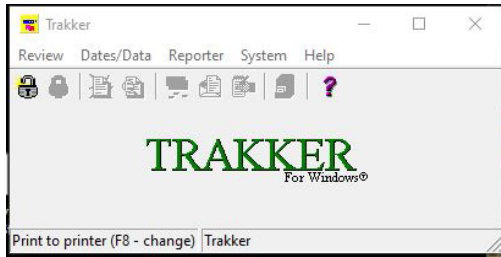 Trakker
Review Dates/Data Reporter System Help
?
TRAKKER
For Windows®
Print to printer (F8 - change) Trakker